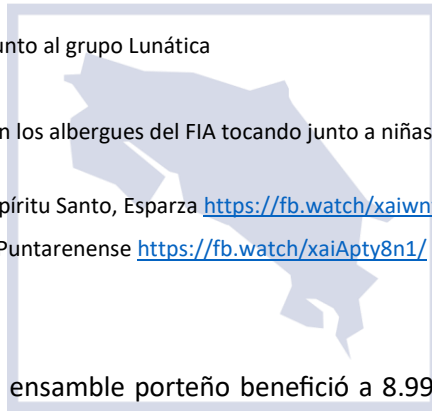 unto al grupo Lunática
n los albergues del FIA tocando junto a niñas
píritu Santo, Esparza https://fb.watch/xaiwn
Puntarenense https://fb.watch/xaiApty8n1/
ensamble porteño benefició a 8.99